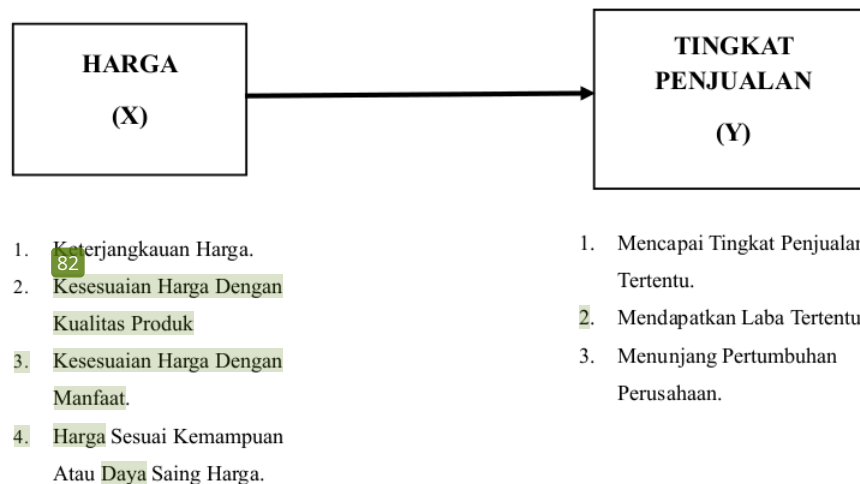 HARGA
(X)
TINGKAT
PENJUALAN
(Y)
1. Keterjangkauan Harga.
82
2. Kesesuaian Harga Dengan
Kualitas Produk
3. Kesesuaian Harga Dengan
Manfaat.
4. Harga Sesuai Kemampuan
Atau Daya Saing Harga.
1. Mencapai Tingkat Penjualan
Tertentu.
2. Mendapatkan Laba Tertentu
3. Menunjang Pertumbuhan
Perusahaan.